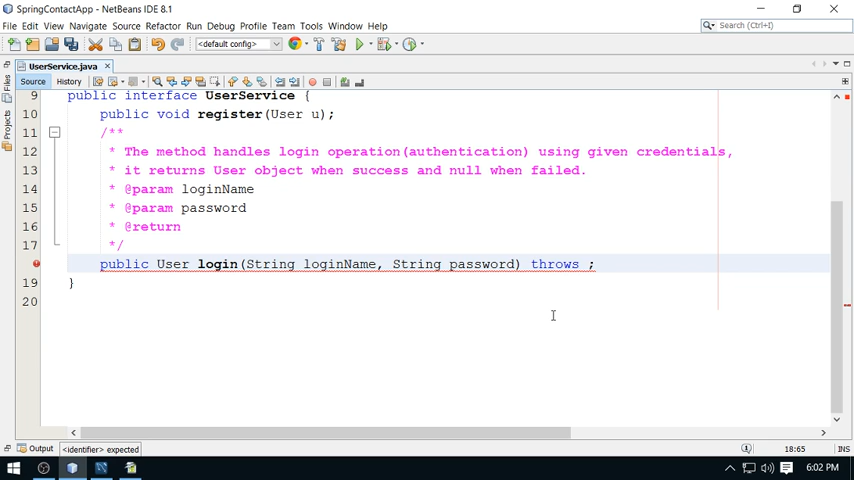 SpringContactApp - NetBeans IDE 8.1
File Edit View Navigate Source Refactor Run Debug Profile Team Tools Window Help
Search (Ctrl+I)
<default config>
UserService.java
Source History
Files
Projects
9 public interface UserService {
10 public void register(User u);
11 /**
12 * The method handles login operation(authentication) using given credentials,
13 * it returns User object when success and null when failed.
14 * @param loginName
15 * @param password
16 * @return
17 */
public User login(String loginName, String password) throws ;
19 }
20
Output <identifier> expected 18:65 INS
6:02 PM